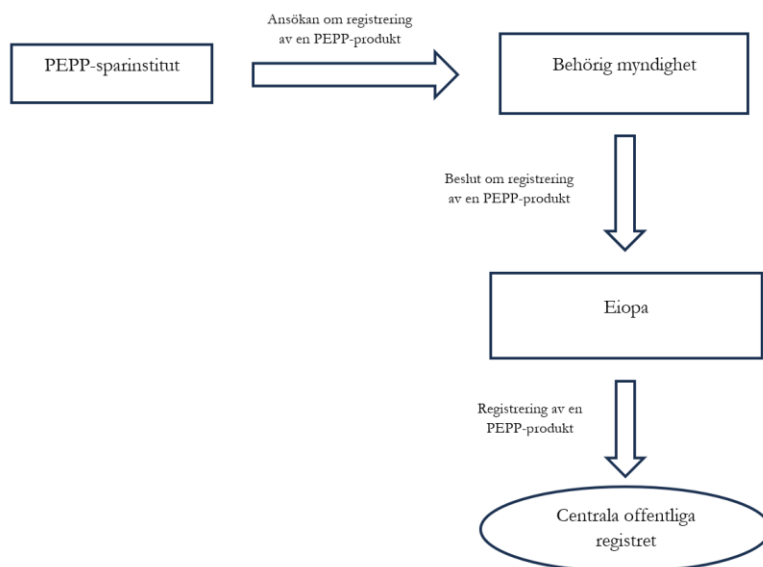 Ansökan om registrering
av en PEPP-produkt
PEPP-sparinstitut
Behörig myndighet
Beslut om registrering
av en PEPP-produkt
Eiopa
Registrering av en
PEPP-produkt
Centrala offentliga
registret